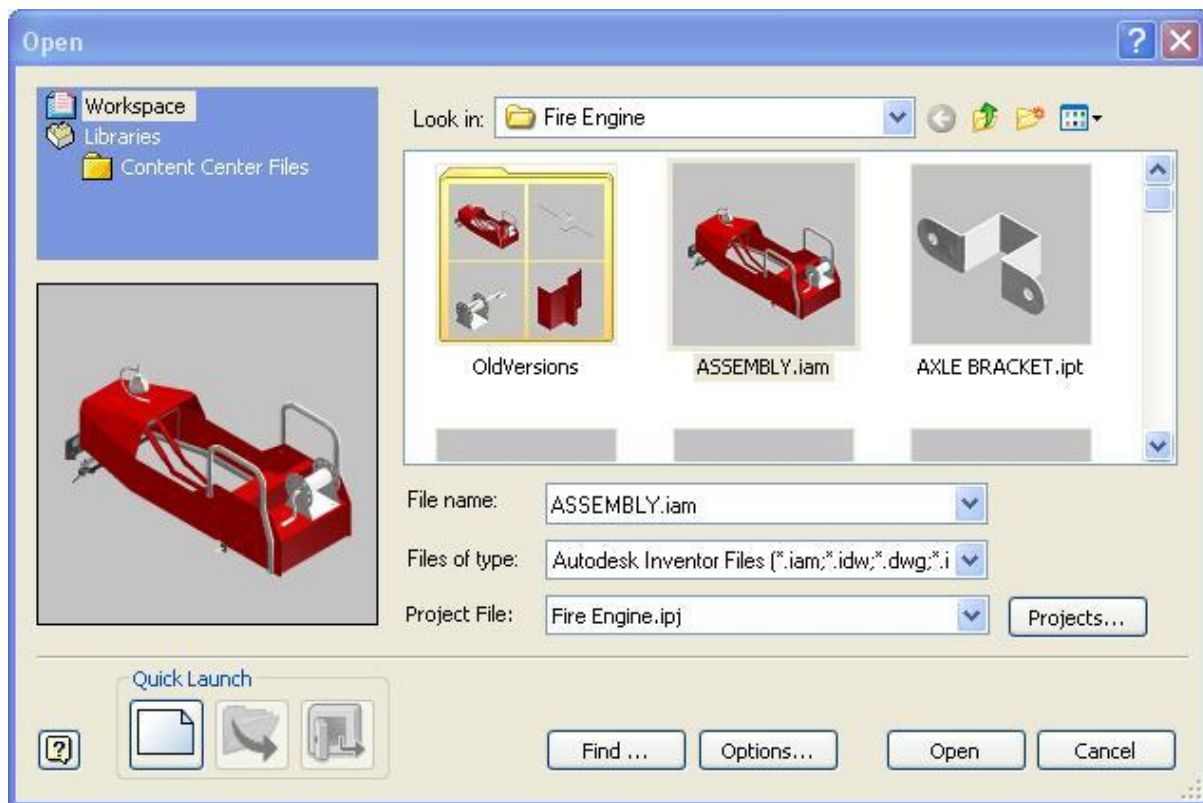 Open
Workspace
Libraries
Content Center Files
Look in: Fire Engine
OldVersions ASSEMBLY.iam AXLE BRACKET.ipt
File name: ASSEMBLY.iam
Files of type: Autodesk Inventor Files (*.iam;*.idw;*.dwg;*.i
Project File: Fire Engine.ipj Projects...
Quick Launch
Find ... Options... Open Cancel